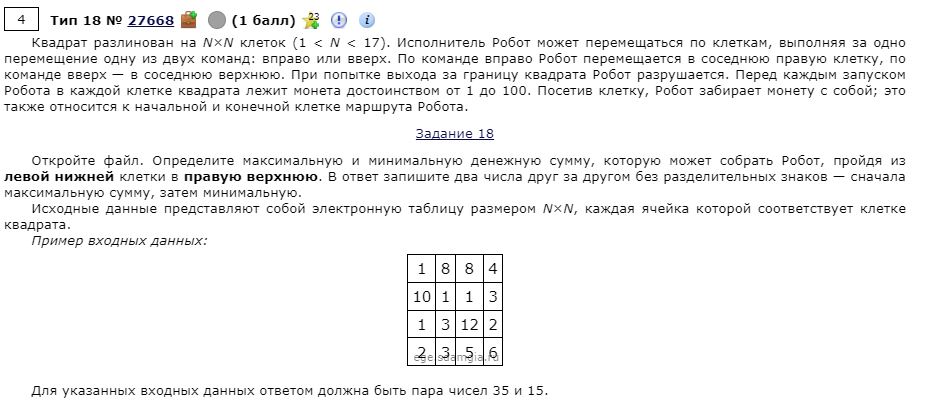 4 Тип 18 № 27668 (1 балл) 23 i
Квадрат разлинован на N×N клеток (1 < N < 17). Исполнитель Робот может перемещаться по клеткам, выполняя за одно
перемещение одну из двух команд: вправо или вверх. По команде вправо Робот перемещается в соседнюю правую клетку, по
команде вверх — в соседнюю верхнюю. При попытке выхода за границу квадрата Робот разрушается. Перед каждым запуском
Робота в каждой клетке квадрата лежит монета достоинством от 1 до 100. Посетив клетку, Робот забирает монету с собой; это
также относится к начальной и конечной клетке маршрута Робота.
Задание 18
Откройте файл. Определите максимальную и минимальную денежную сумму, которую может собрать Робот, пройдя из
левой нижней клетки в правую верхнюю. В ответ запишите два числа друг за другом без разделительных знаков — сначала
максимальную сумму, затем минимальную.
Исходные данные представляют собой электронную таблицу размером N×N, каждая ячейка которой соответствует клетке
квадрата.
Пример входных данных:
1 8 8 4
10 1 1 3
1 3 12 2
2 3 5 6
ege.sdamgia.ru
Для указанных входных данных ответом должна быть пара чисел 35 и 15.